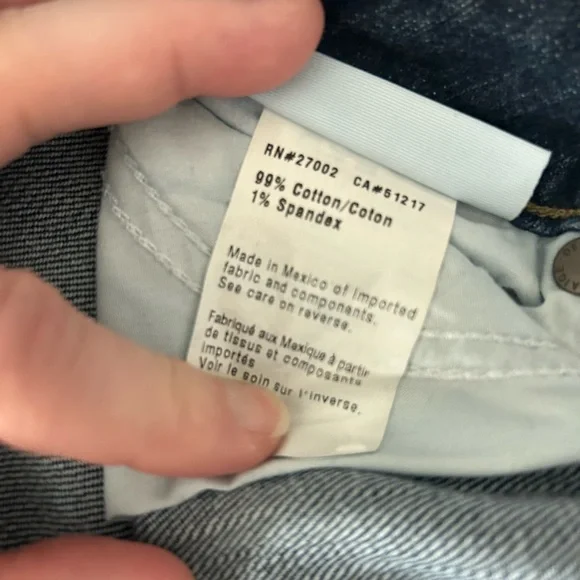 RN#27002 CA#51217
99% Cotton/Coton
1% Spandex
Made in Mexico of imported
fabric and components.
See care on reverse.
Fabriqué aux Mexique à partir
de tissus et composants
importés
Voir le soin sur l'inverse.